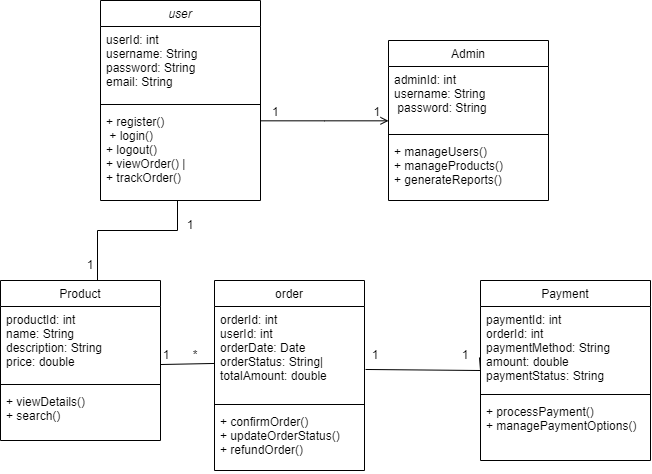 user
userId: int
username: String
password: String
email: String
+ register()
+ login()
+ logout()
+ viewOrder() |
+ trackOrder()
1
1
Admin
adminId: int
username: String
password: String
+ manageUsers()
+ manageProducts()
+ generateReports()
1
1
Product
productId: int
name: String
description: String
price: double
+ viewDetails()
+ search()
1
*
order
orderId: int
userId: int
orderDate: Date
orderStatus: String|
totalAmount: double
+ confirmOrder()
+ updateOrderStatus()
+ refundOrder()
1
1
Payment
paymentId: int
orderId: int
paymentMethod: String
amount: double
paymentStatus: String
+ processPayment()
+ managePaymentOptions()